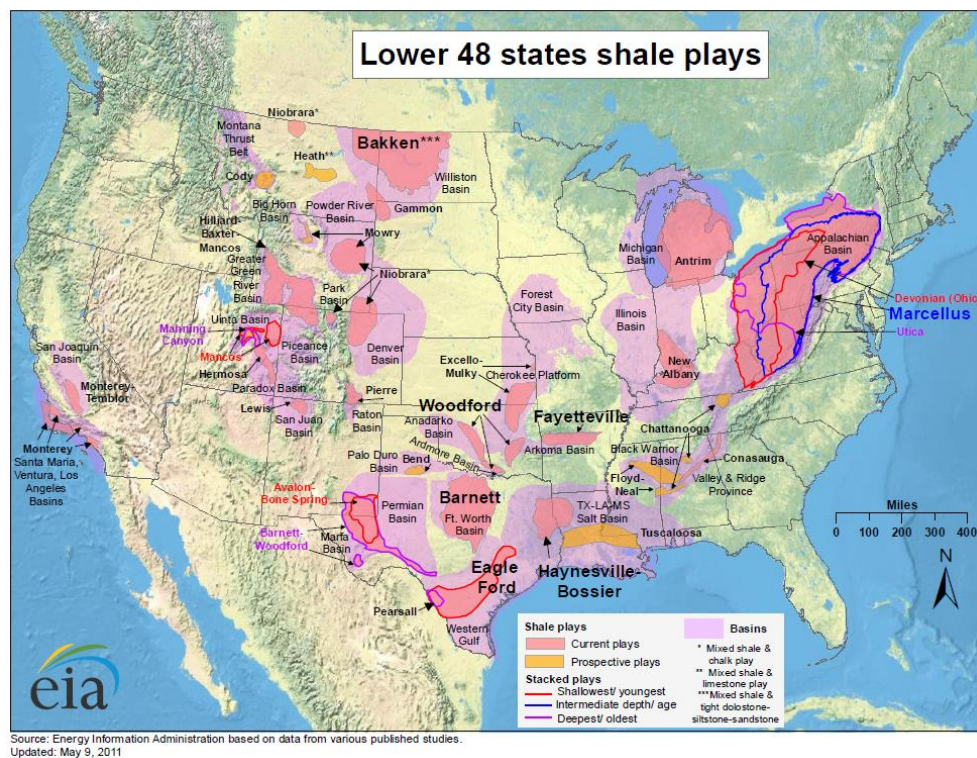 Lower 48 states shale plays
Niobrara*
Montana
Thrust
Belt
Bakken***
Heath**
Cody
Williston
Basin
Big Horn
Basin
Powder River
Basin
Gammon
Hilliard-
Baxter-
Mancos
Mowry
Greater
Green
River
Basin
Niobrara*
Park
Basin
Michigan
Basin
Antrim
Appalachian
Basin
Devonian (Ohio
Marcellus
Utica
Uinta Basin
Manning
Canyon
Mancos
Piceance
Basin
Hermosa
Denver
Basin
Forest
City Basin
Illinois
Basin
San Joaquin
Basin
Monterey-
Temblor
Paradox Basin
Lewis
San Juan
Basin
Pierre
Raton
Basin
Excello-
Mulky
Cherokee Platform
New
Albany
Woodford
Anadarko
Basin
Ardmore Basin
Fayetteville
Arkoma Basin
Chattanooga
Black Warrior
Basin
Conasauga
Valley & Ridge
Province
Floyd-
Neal
Monterey
Santa Maria,
Ventura, Los
Angeles
Basins
Palo Duro
Basin
Bend
Avalon-
Bone Spring
Permian
Basin
Barnett
Ft. Worth
Basin
TX-LA-MS
Salt Basin
Tuscaloosa
Barnett-
Woodford
Marfa
Basin
Eagle
Ford
Haynesville-
Bossier
Pearsall
Western
Gulf
Miles
0 100 200 300 400
N
Shale plays
Current plays
Prospective plays
Stacked plays
Shallowest/ youngest
Intermediate depth/ age
Deepest/ oldest
Basins
* Mixed shale &
chalk play
** Mixed shale &
limestone play
***Mixed shale &
tight dolostone-
siltstone-sandstone
eia
Source: Energy Information Administration based on data from various published studies.
Updated: May 9, 2011